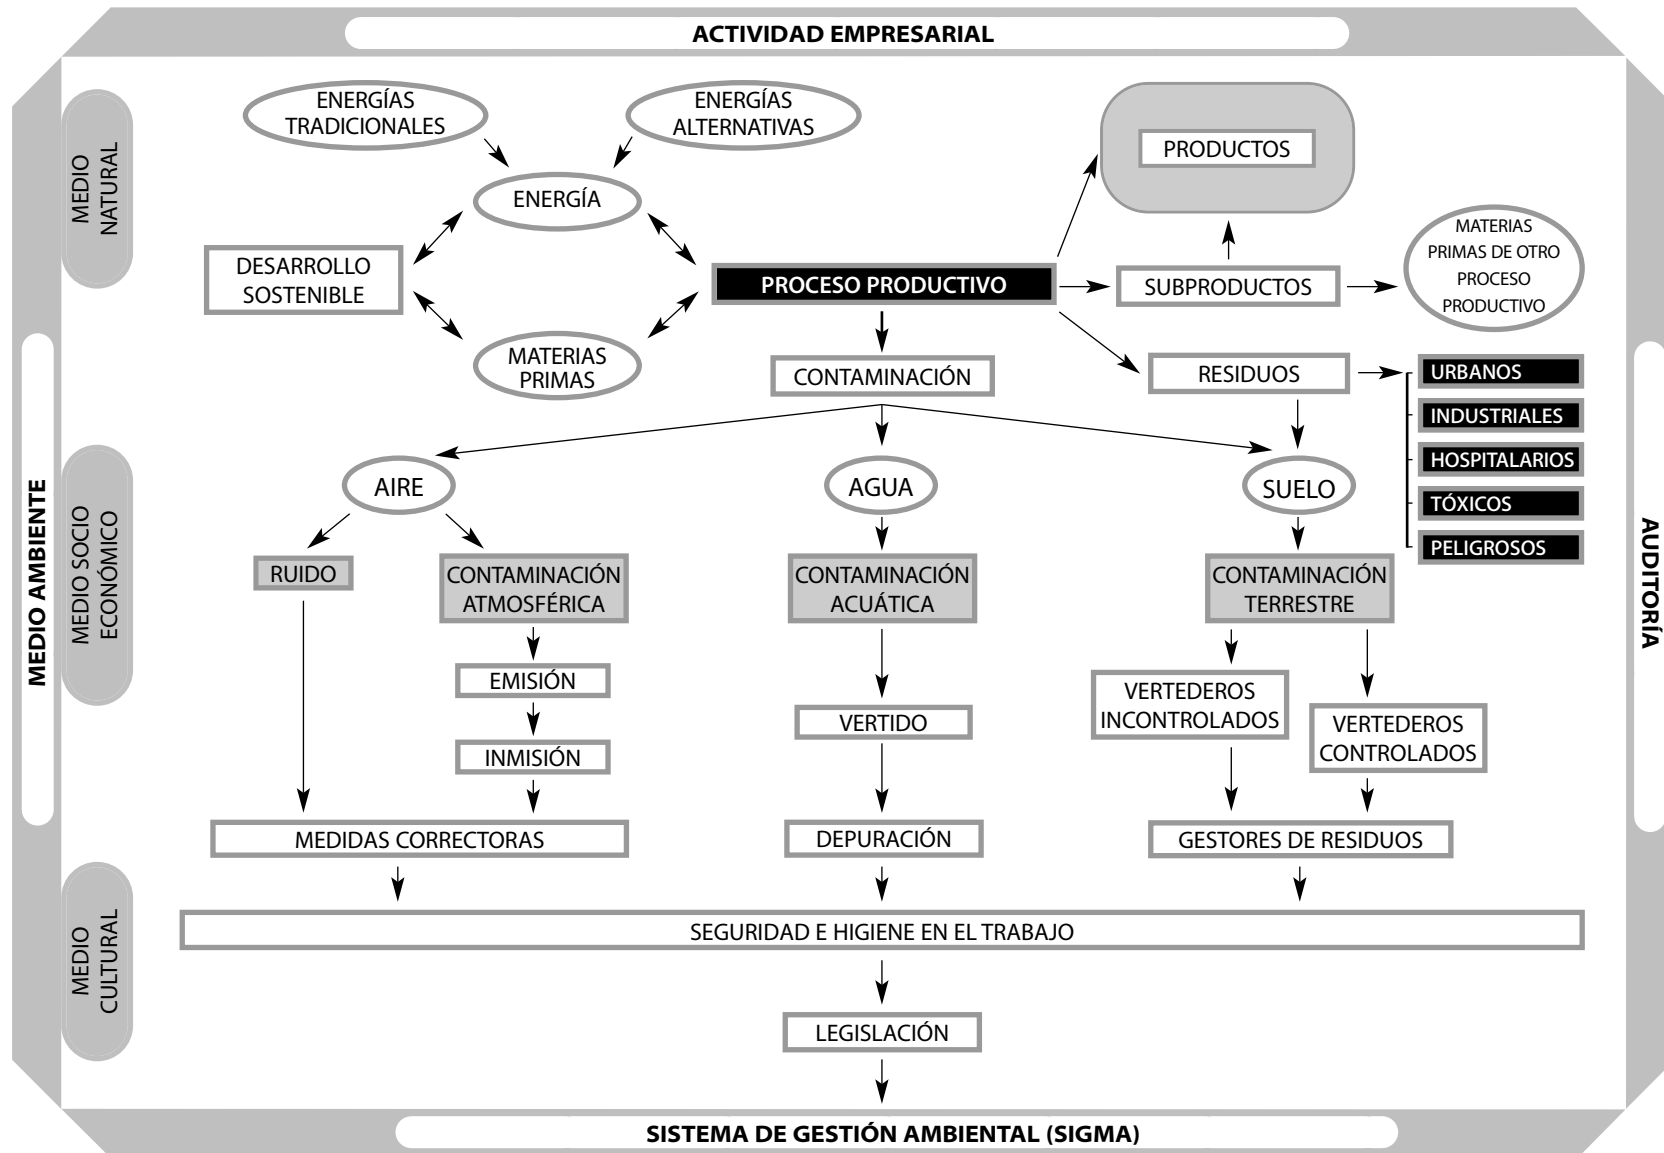 ACTIVIDAD EMPRESARIAL
ENERGÍAS
TRADICIONALES
ENERGÍAS
ALTERNATIVAS
PRODUCTOS
MEDIO
NATURAL
ENERGÍA
MATERIAS
PRIMAS DE OTRO
PROCESO
PRODUCTIVO
DESARROLLO
SOSTENIBLE
PROCESO PRODUCTIVO
SUBPRODUCTOS
MATERIAS
PRIMAS
CONTAMINACIÓN
RESIDUOS
URBANOS
INDUSTRIALES
HOSPITALARIOS
TÓXICOS
PELIGROSOS
MEDIO AMBIENTE
MEDIO SOCIO
ECONÓMICO
AIRE
AGUA
SUELO
AUDITORÍA
RUIDO
CONTAMINACIÓN
ATMOSFÉRICA
CONTAMINACIÓN
ACUÁTICA
CONTAMINACIÓN
TERRESTRE
EMISIÓN
VERTEDEROS
INCONTROLADOS
VERTIDO
VERTEDEROS
CONTROLADOS
INMISIÓN
MEDIDAS CORRECTORAS
DEPURACIÓN
GESTORES DE RESIDUOS
MEDIO
CULTURAL
SEGURIDAD E HIGIENE EN EL TRABAJO
LEGISLACIÓN
SISTEMA DE GESTIÓN AMBIENTAL (SIGMA)